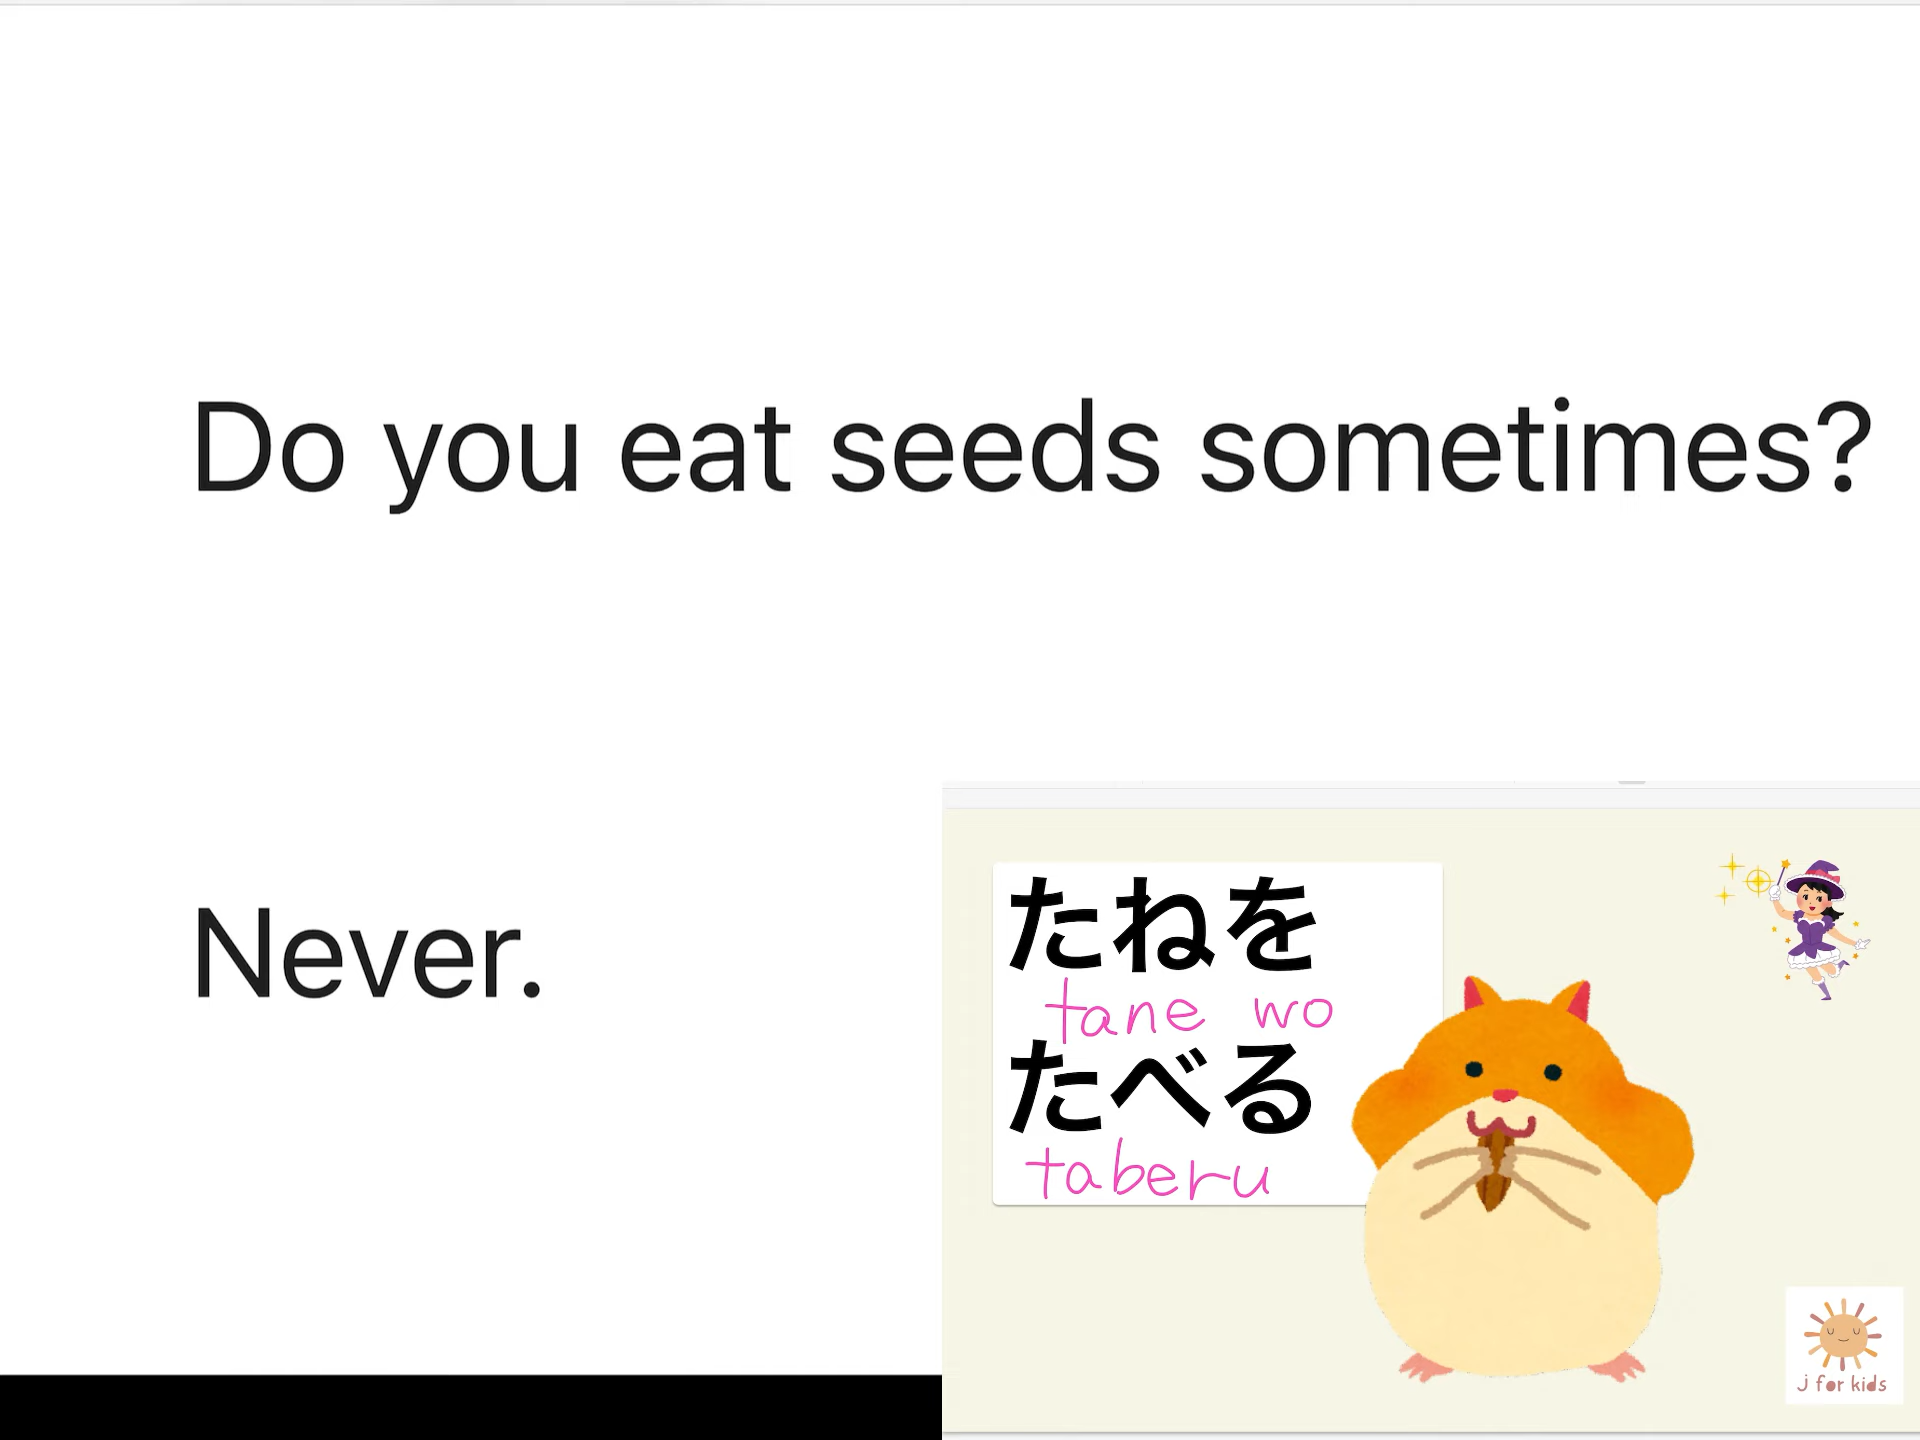 Do you eat seeds sometimes?
Never.
たねを
tane wo
たべる
taberu
j for kids